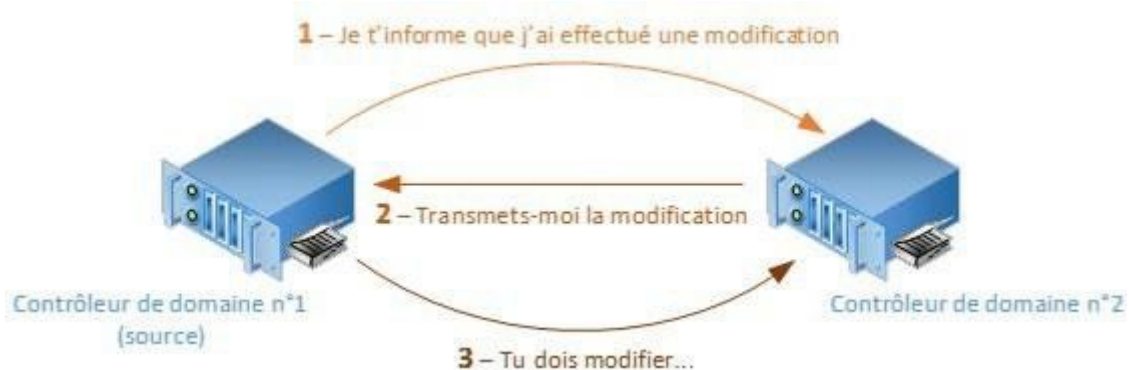 1 – Je t'informe que j'ai effectué une modification
2 – Transmets-moi la modification
Contrôleur de domaine n°1
(source)
Contrôleur de domaine n°2
3 – Tu dois modifier...